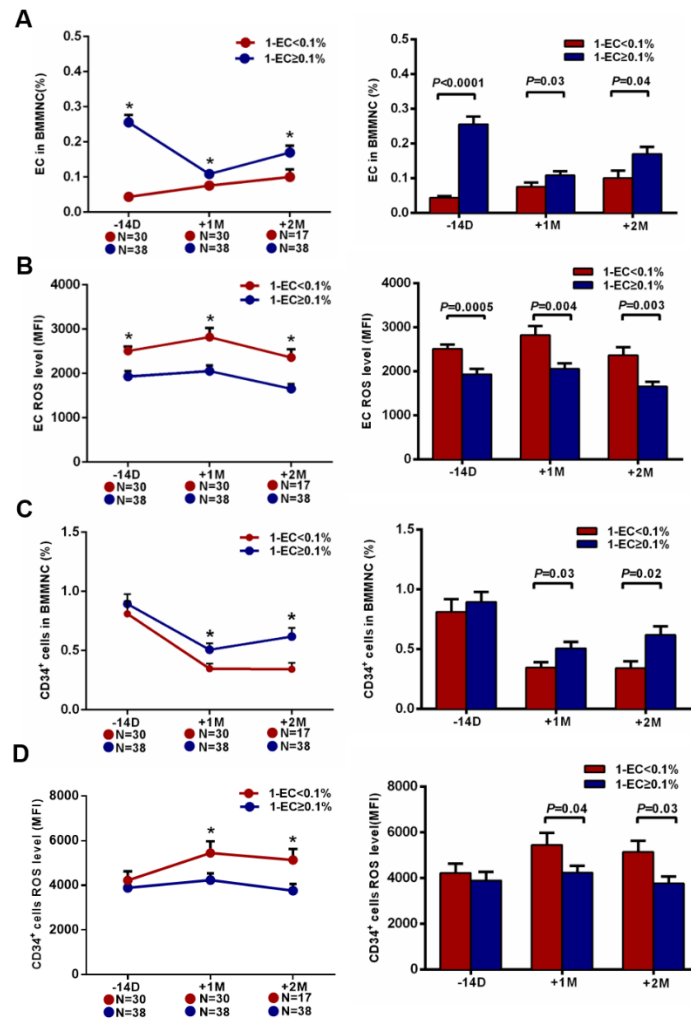 A
1-EC<0.1%
1-EC≥0.1%
EC in BMMNC(%)
0.5
0.4
0.3
0.2
0.1
0.0
*
*
*
-14D +1M +2M
N=30 N=30 N=17
N=38 N=38 N=38
1-EC<0.1%
1-EC≥0.1%
EC in BMMNC (%)
0.5
0.4
0.3
0.2
0.1
0.0
P<0.0001 P=0.03 P=0.04
-14D +1M +2M
B
1-EC<0.1%
1-EC≥0.1%
EC ROS level (MFI)
4000
3000
2000
1000
0
*
*
*
-14D +1M +2M
N=30 N=30 N=17
N=38 N=38 N=38
1-EC<0.1%
1-EC≥0.1%
EC ROS level (MFI)
4000
3000
2000
1000
0
P=0.0005 P=0.004 P=0.003
-14D +1M +2M
C
1-EC<0.1%
1-EC≥0.1%
CD34⁺ cells in BMMNC (%)
1.5
1.0
0.5
0.0
*
*
-14D +1M +2M
N=30 N=30 N=17
N=38 N=38 N=38
1-EC<0.1%
1-EC≥0.1%
CD34⁺ cells in BMMNC (%)
1.5
1.0
0.5
0.0
P=0.03 P=0.02
-14D +1M +2M
D
1-EC<0.1%
1-EC≥0.1%
CD34⁺ cells ROS level (MFI)
8000
6000
4000
2000
0
*
*
-14D +1M +2M
N=30 N=30 N=17
N=38 N=38 N=38
1-EC<0.1%
1-EC≥0.1%
CD34⁺ cells ROS level(MFI)
8000
6000
4000
2000
0
P=0.04 P=0.03
-14D +1M +2M